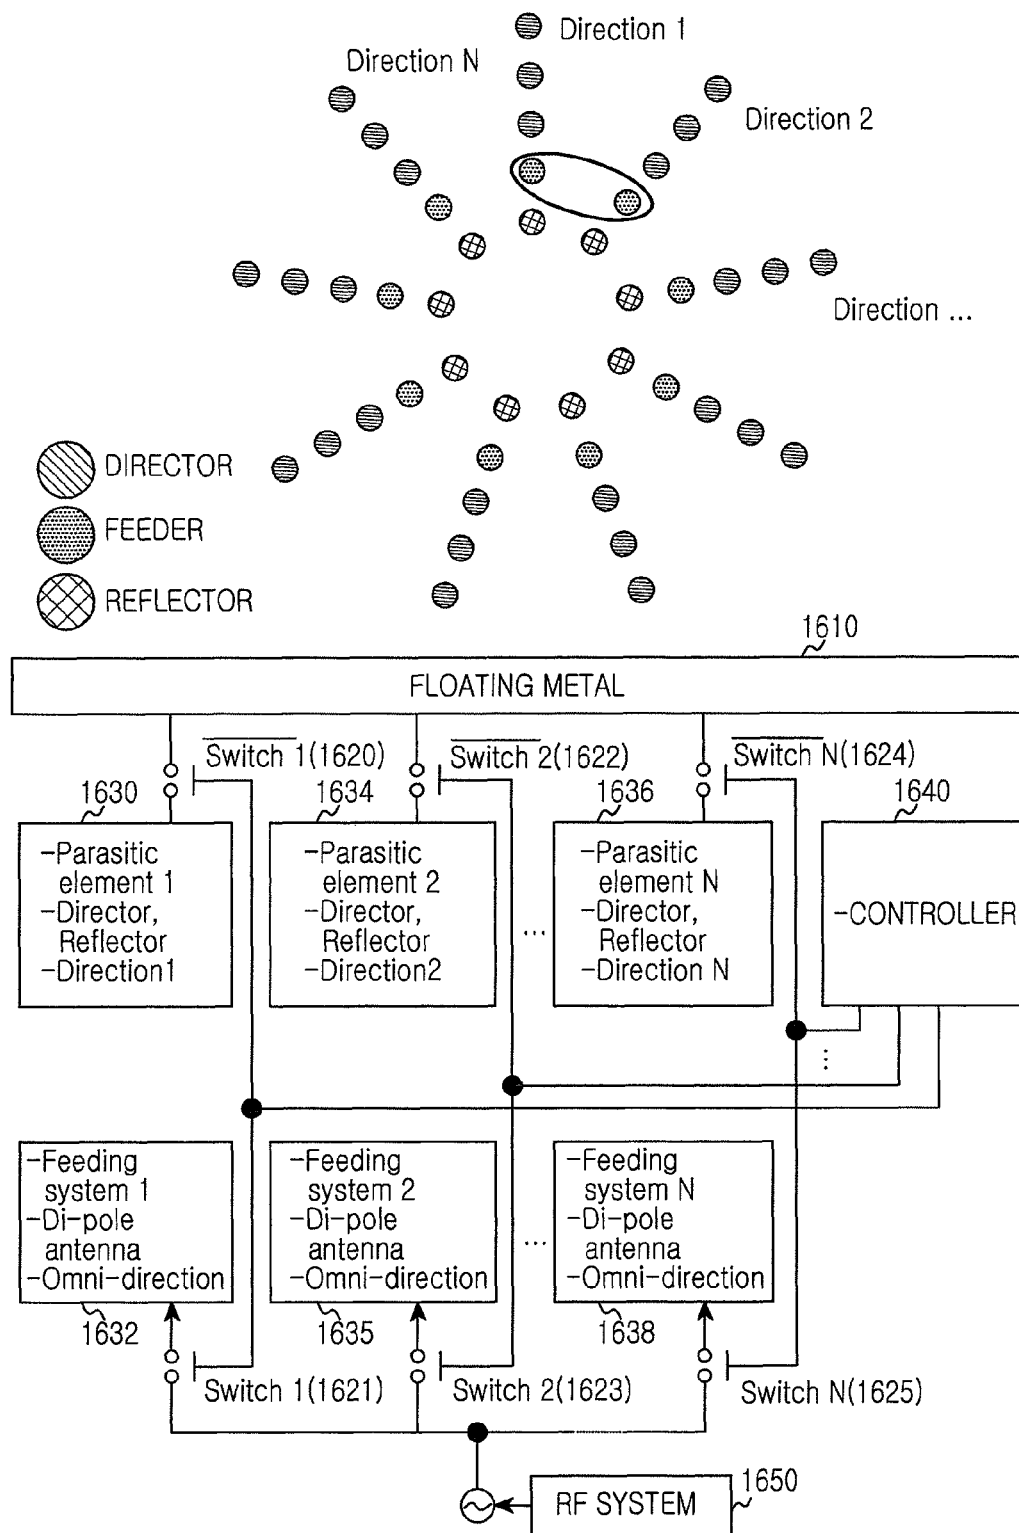 Direction 1
Direction N
Direction 2
Direction ...
DIRECTOR
FEEDER
REFLECTOR
1610
FLOATING METAL
Switch 1(1620)
Switch 2(1622)
Switch N(1624)
1630
1634
1636
1640
-Parasitic
element 1
-Director,
Reflector
-Direction1
-Parasitic
element 2
-Director,
Reflector
-Direction2
...
-Parasitic
element N
-Director,
Reflector
-Direction N
-CONTROLLER
...
-Feeding
system 1
-Di-pole
antenna
-Omni-direction
-Feeding
system 2
-Di-pole
antenna
-Omni-direction
...
-Feeding
system N
-Di-pole
antenna
-Omni-direction
1632
1635
1638
Switch 1(1621)
Switch 2(1623)
Switch N(1625)
RF SYSTEM
1650